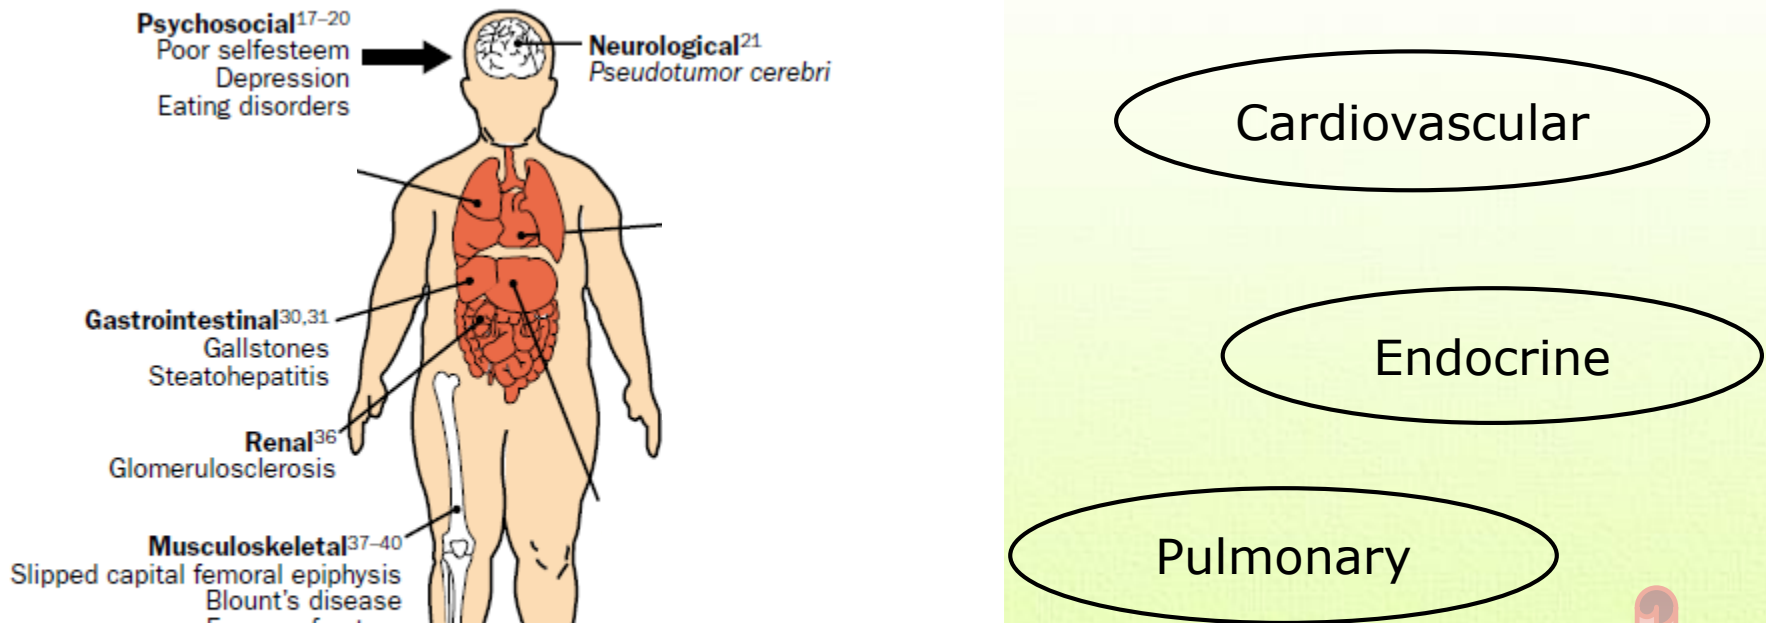 Psychosocial17–20
Poor selfesteem
Depression
Eating disorders
Neurological21
Pseudotumor cerebri
Gastrointestinal30,31
Gallstones
Steatohepatitis
Renal36
Glomerulosclerosis
Musculoskeletal37–40
Slipped capital femoral epiphysis
Blount's disease
Cardiovascular
Endocrine
Pulmonary